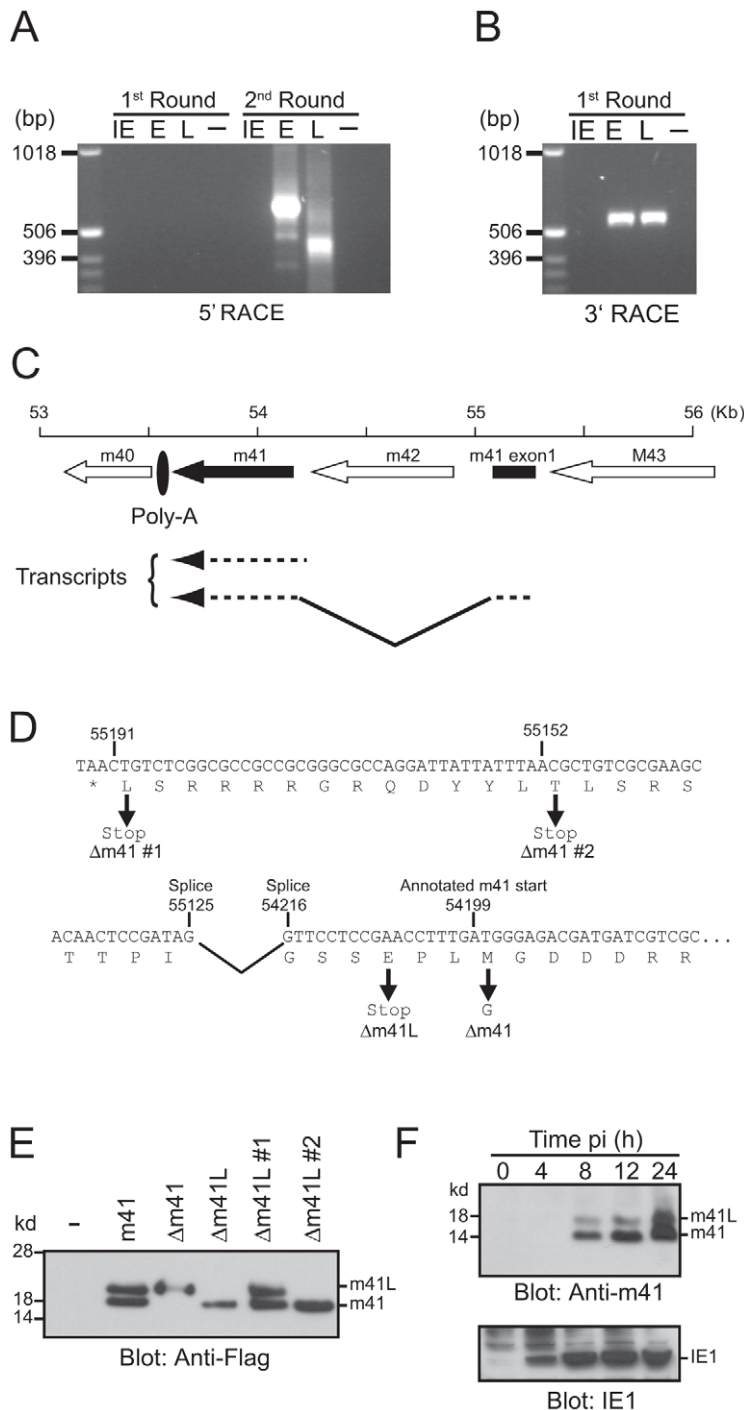 A
1st Round 2nd Round
(bp) IE E L – IE E L –
1018
506
396
5' RACE
B
1st Round
(bp) IE E L –
1018
506
396
3' RACE
C
53 54 55 56 (Kb)
m40 m41 m42 m41 exon1 M43
Poly-A
Transcripts
D
55191 55152
TAACTGTCTCGGCGCCGCCGCGGGCGCCAGGATTATTATTTAACGCTGTCGCGAAGC
* L S R R R R G R Q D Y Y L T L S R S
Stop Stop
Δm41 #1 Δm41 #2
Splice Splice Annotated m41 start
55125 54216 54199
ACAACTCCGATAG GTTCCTCCGAACCTTTGATGGGAGACGATGATCGTCGC...
T T P I G S S E P L M G D D D R R
Stop G
Δm41L Δm41
E
kd – m41 Δm41 Δm41L Δm41L #1 Δm41L #2
28
18
14
m41L
m41
Blot: Anti-Flag
F
Time pi (h)
0 4 8 12 24
kd
18
14
m41L
m41
Blot: Anti-m41
IE1
Blot: IE1